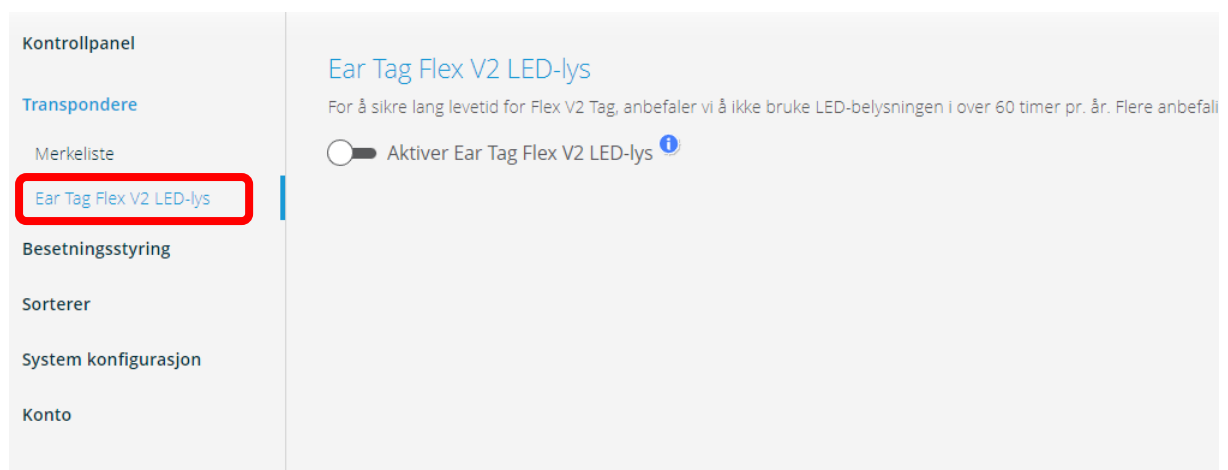 Kontrollpanel
Transpondere
Merkeliste
Ear Tag Flex V2 LED-lys
Besetningsstyring
Sorterer
System konfigurasjon
Konto
Ear Tag Flex V2 LED-lys
For å sikre lang levetid for Flex V2 Tag, anbefaler vi å ikke bruke LED-belysningen i over 60 timer pr. år. Flere anbefali
Aktiver Ear Tag Flex V2 LED-lys i